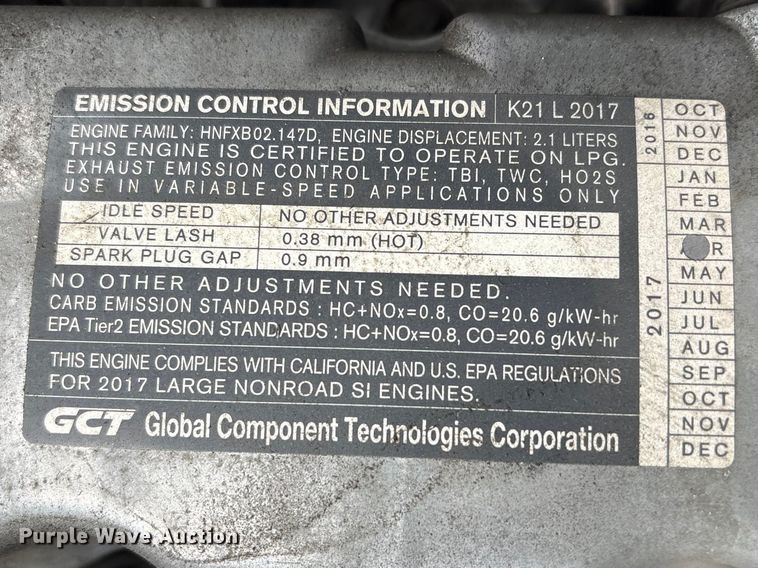 EMISSION CONTROL INFORMATION K21 L 2017
ENGINE FAMILY: HNFXB02.147D, ENGINE DISPLACEMENT: 2.1 LITERS
THIS ENGINE IS CERTIFIED TO OPERATE ON LPG.
EXHAUST EMISSION CONTROL TYPE: TBI, TWC, HO2S
USE IN VARIABLE-SPEED APPLICATIONS ONLY
IDLE SPEED NO OTHER ADJUSTMENTS NEEDED
VALVE LASH 0.38 mm (HOT)
SPARK PLUG GAP 0.9 mm
NO OTHER ADJUSTMENTS NEEDED.
CARB EMISSION STANDARDS : HC+NOx=0.8, CO=20.6 g/kW-hr
EPA Tier2 EMISSION STANDARDS : HC+NOx=0.8, CO=20.6 g/kW-hr
THIS ENGINE COMPLIES WITH CALIFORNIA AND U.S. EPA REGULATIONS
FOR 2017 LARGE NONROAD SI ENGINES.
GCT Global Component Technologies Corporation
2016
OCT
NOV
DEC
2017
JAN
FEB
MAR
R
MAY
JUN
JUL
AUG
SEP
OCT
NOV
DEC
Purple Wave Auction